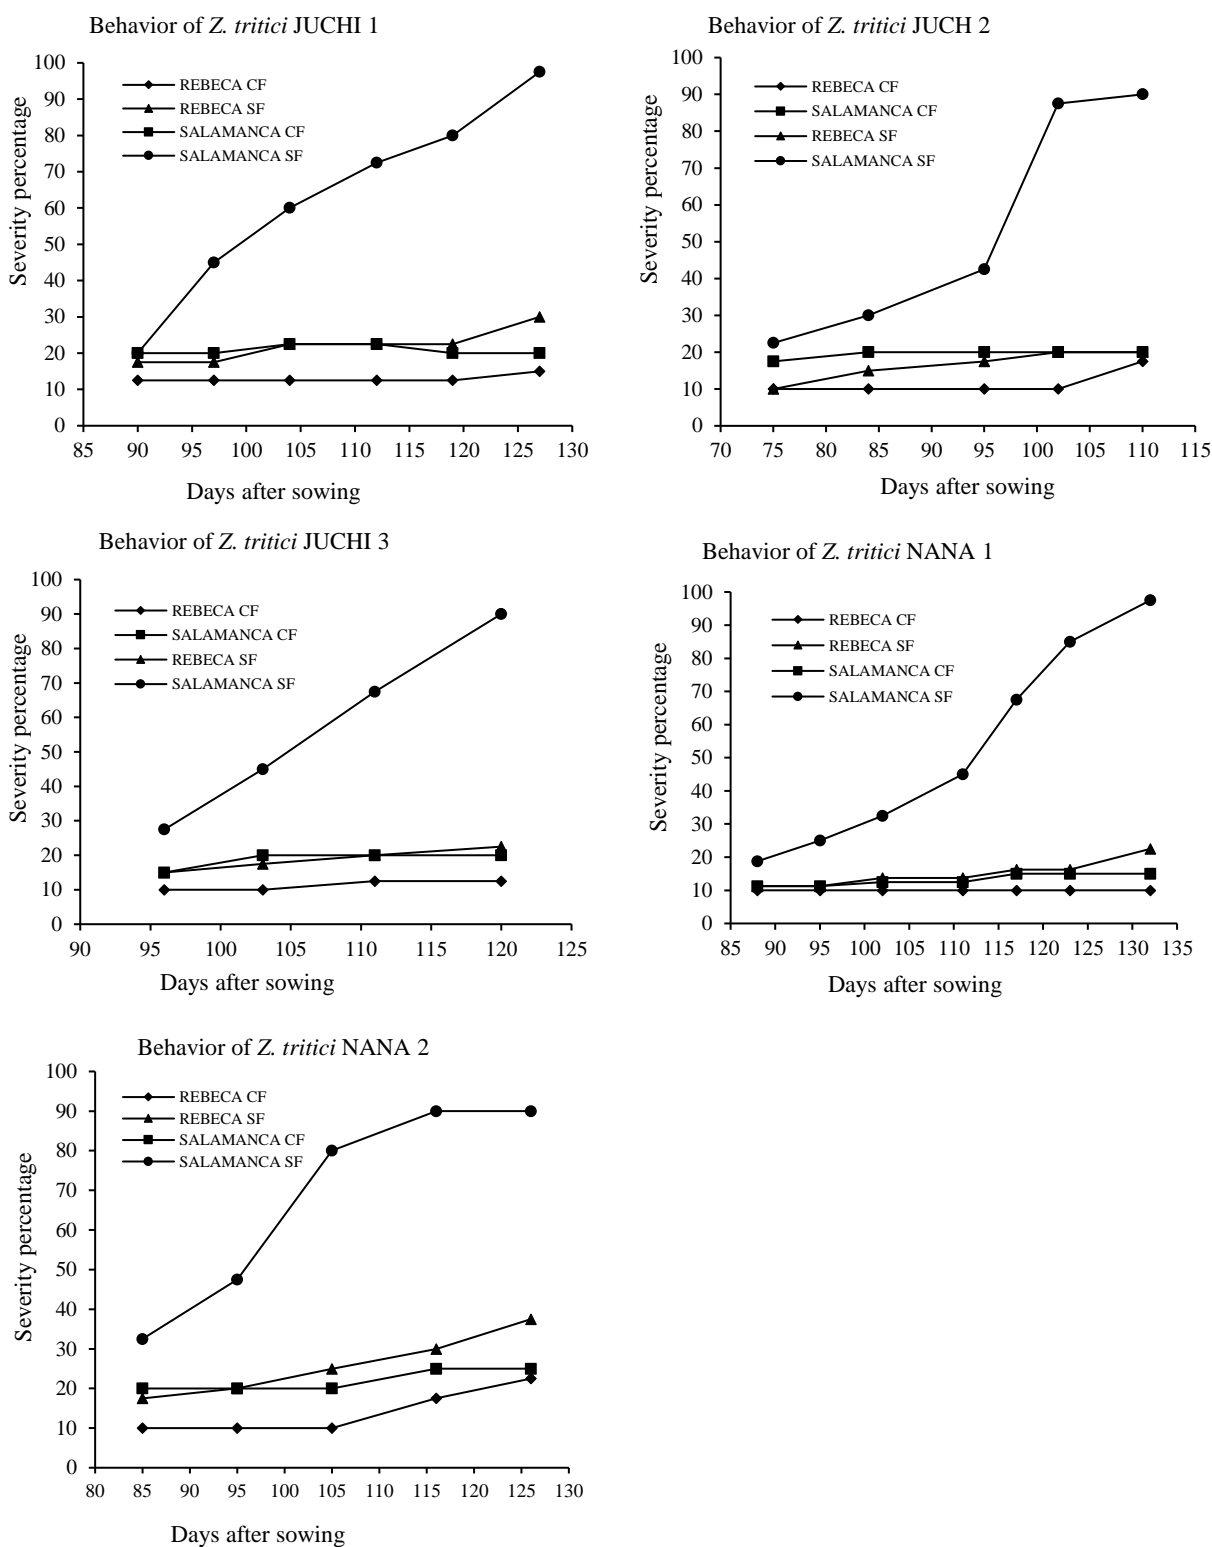 Behavior of Z. tritici JUCHI 1
100
90
80
70
60
50
40
30
20
10
0
Severity percentage
REBECA CF
REBECA SF
SALAMANCA CF
SALAMANCA SF
85 90 95 100 105 110 115 120 125 130
Days after sowing
Behavior of Z. tritici JUCH 2
100
90
80
70
60
50
40
30
20
10
0
Severity percentage
REBECA CF
SALAMANCA CF
REBECA SF
SALAMANCA SF
70 75 80 85 90 95 100 105 110 115
Days after sowing
Behavior of Z. tritici JUCHI 3
100
90
80
70
60
50
40
30
20
10
0
Severity percentage
REBECA CF
SALAMANCA CF
REBECA SF
SALAMANCA SF
90 95 100 105 110 115 120 125
Days after sowing
Behavior of Z. tritici NANA 1
100
90
80
70
60
50
40
30
20
10
0
Severity percentage
REBECA CF
REBECA SF
SALAMANCA CF
SALAMANCA SF
85 90 95 100 105 110 115 120 125 130 135
Days after sowing
Behavior of Z. tritici NANA 2
100
90
80
70
60
50
40
30
20
10
0
Severity percentage
REBECA CF
REBECA SF
SALAMANCA CF
SALAMANCA SF
80 85 90 95 100 105 110 115 120 125 130
Days after sowing